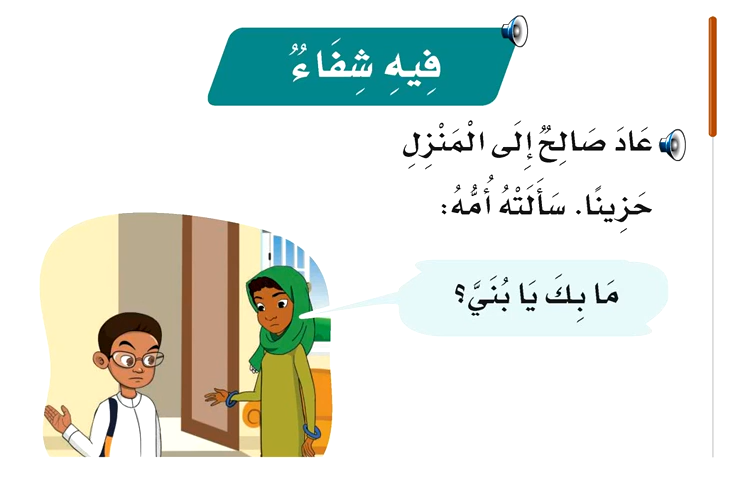 فِيهِ شِفَاءٌ
عَادَ صَالِحٌ إِلَى الْمَنْزِلِ
حَزِينًا. سَأَلَتْهُ أُمُّهُ:
مَا بِكَ يَا بُنَيَّ؟